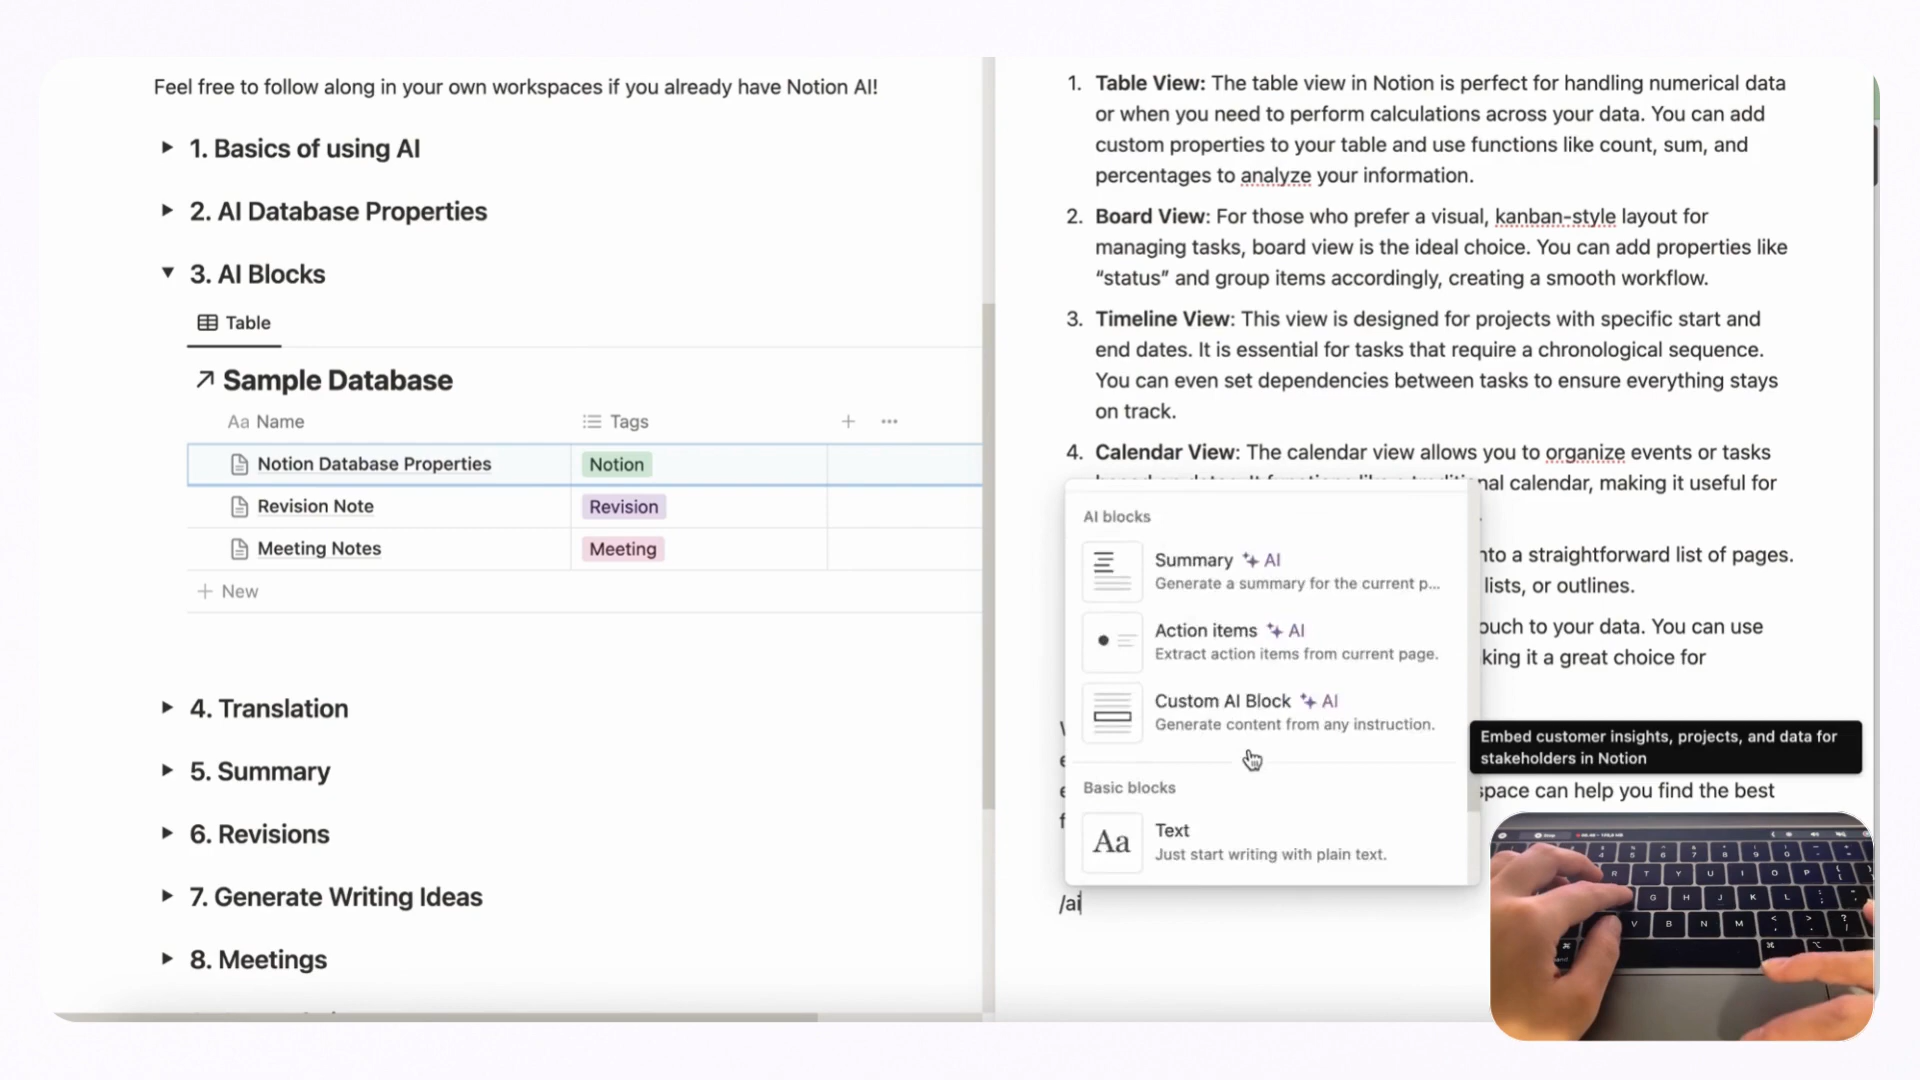 Feel free to follow along in your own workspaces if you already have Notion AI!
1. Basics of using AI
2. AI Database Properties
3. AI Blocks
Table
Sample Database
Aa Name
Tags
Notion Database Properties
Notion
Revision Note
Revision
Meeting Notes
Meeting
+ New
4. Translation
5. Summary
6. Revisions
7. Generate Writing Ideas
8. Meetings
1. Table View: The table view in Notion is perfect for handling numerical data
or when you need to perform calculations across your data. You can add
custom properties to your table and use functions like count, sum, and
percentages to analyze your information.
2. Board View: For those who prefer a visual, kanban-style layout for
managing tasks, board view is the ideal choice. You can add properties like
“status” and group items accordingly, creating a smooth workflow.
3. Timeline View: This view is designed for projects with specific start and
end dates. It is essential for tasks that require a chronological sequence.
You can even set dependencies between tasks to ensure everything stays
on track.
4. Calendar View: The calendar view allows you to organize events or tasks
calendar, making it useful for
a straightforward list of pages.
lists, or outlines.
to your data. You can use
it a great choice for
AI blocks
Summary AI
Generate a summary for the current p...
Action items AI
Extract action items from current page.
Custom AI Block AI
Generate content from any instruction.
Basic blocks
Aa
Text
Just start writing with plain text.
Embed customer insights, projects, and data for
stakeholders in Notion
can help you find the best
/ai
R T Y U I O P
G H J K L
V B N M